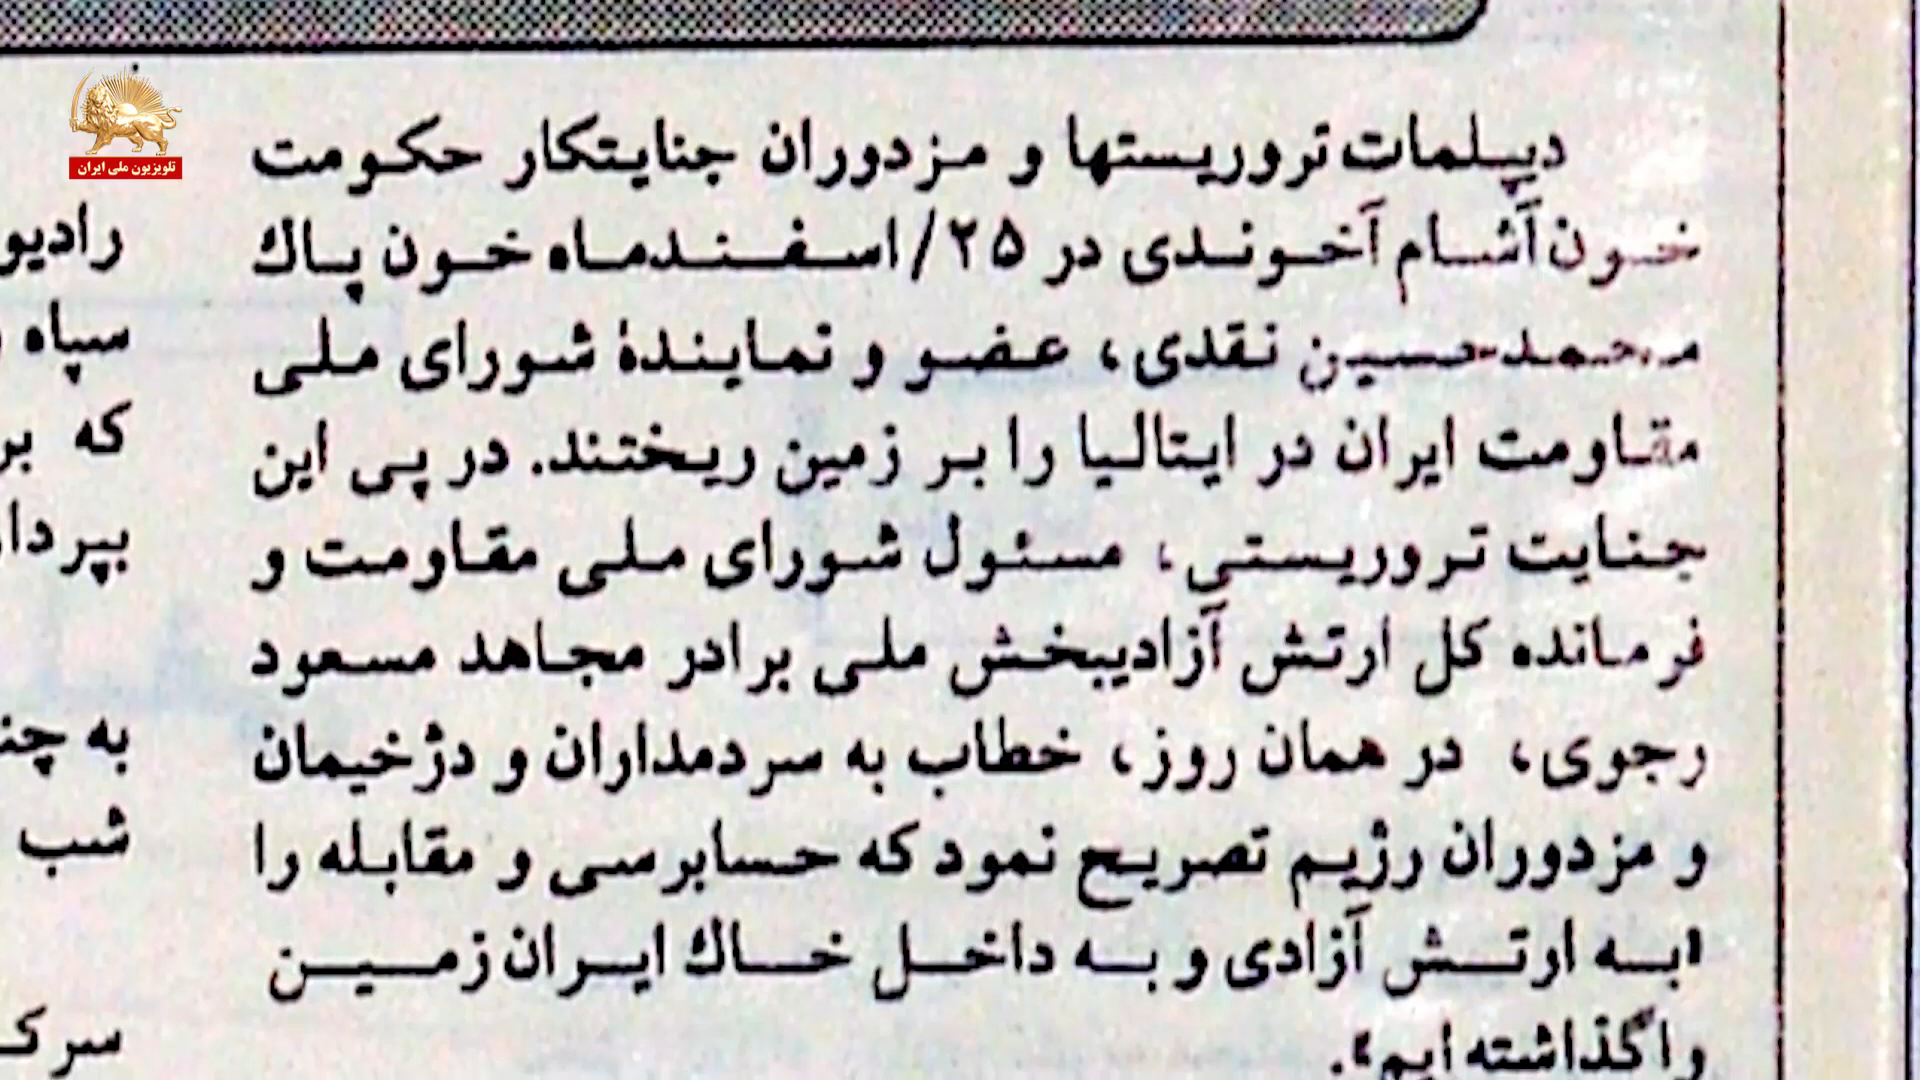 دیپلمات‌تروریستها و مزدوران جنایتکار حکومت
خون‌آشام آخوندی در ۲۵/اسفندماه خون پاك
محمدحسین نقدی، عضو و نمایندهٔ شورای ملی
مقاومت ایران در ایتالیا را بر زمین ریختند. در پی این
جنایت تروریستی، مسئول شورای ملی مقاومت و
فرمانده کل ارتش آزادیبخش ملی برادر مجاهد مسعود
رجوی، در همان روز، خطاب به سردمداران و دژخیمان
و مزدوران رژیم تصریح نمود که حسابرسی و مقابله را
«به ارتش آزادی و به داخل خاك ایران‌زمین
واگذاشته‌ایم».
تلویزیون ملی ایران
رادیو
سپاه
که بر
بپردا
به چن
شب
سرک